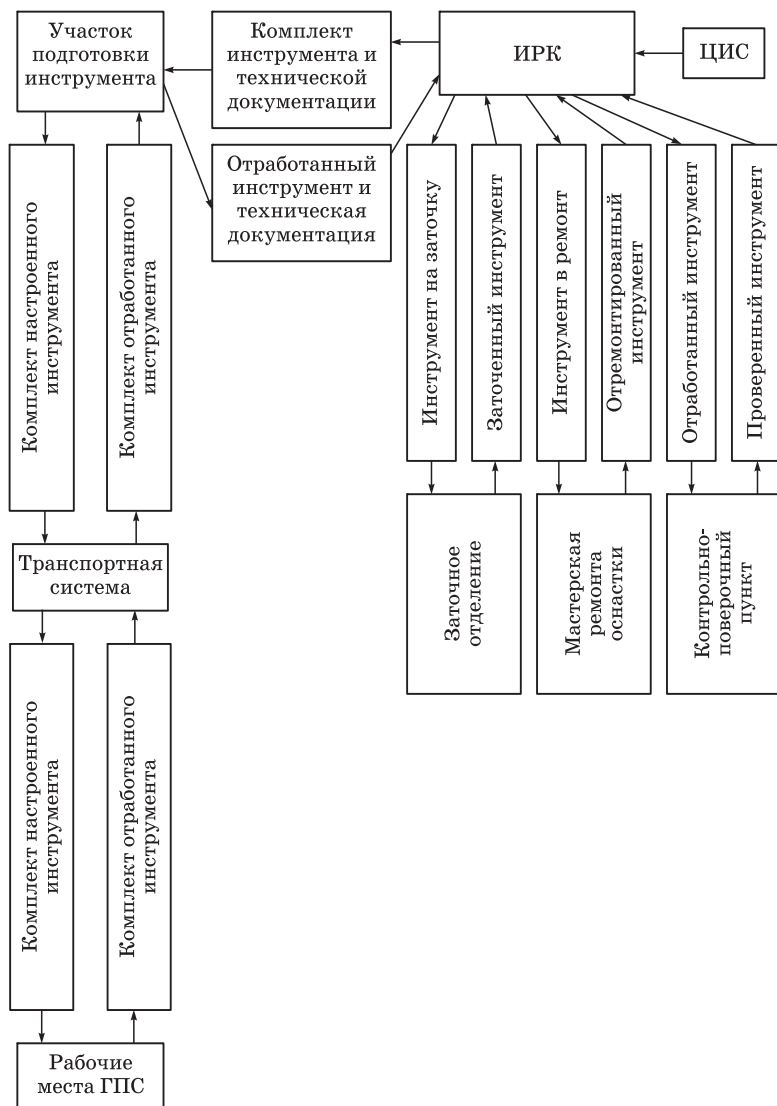 Участок
подготовки
инструмента
Комплект
инструмента и
технической
документации
ИРК
ЦИС
Отработанный
инструмент и
техническая
документация
Комплект настроенного
инструмента
Комплект отработанного
инструмента
Инструмент на заточку
Заточенный инструмент
Инструмент в ремонт
Отремонтированный
инструмент
Отработанный инструмент
Проверенный инструмент
Заточное
отделение
Мастерская
ремонта
оснастки
Контрольно-
поверочный
пункт
Транспортная
система
Комплект настроенного
инструмента
Комплект отработанного
инструмента
Рабочие
места ГПС